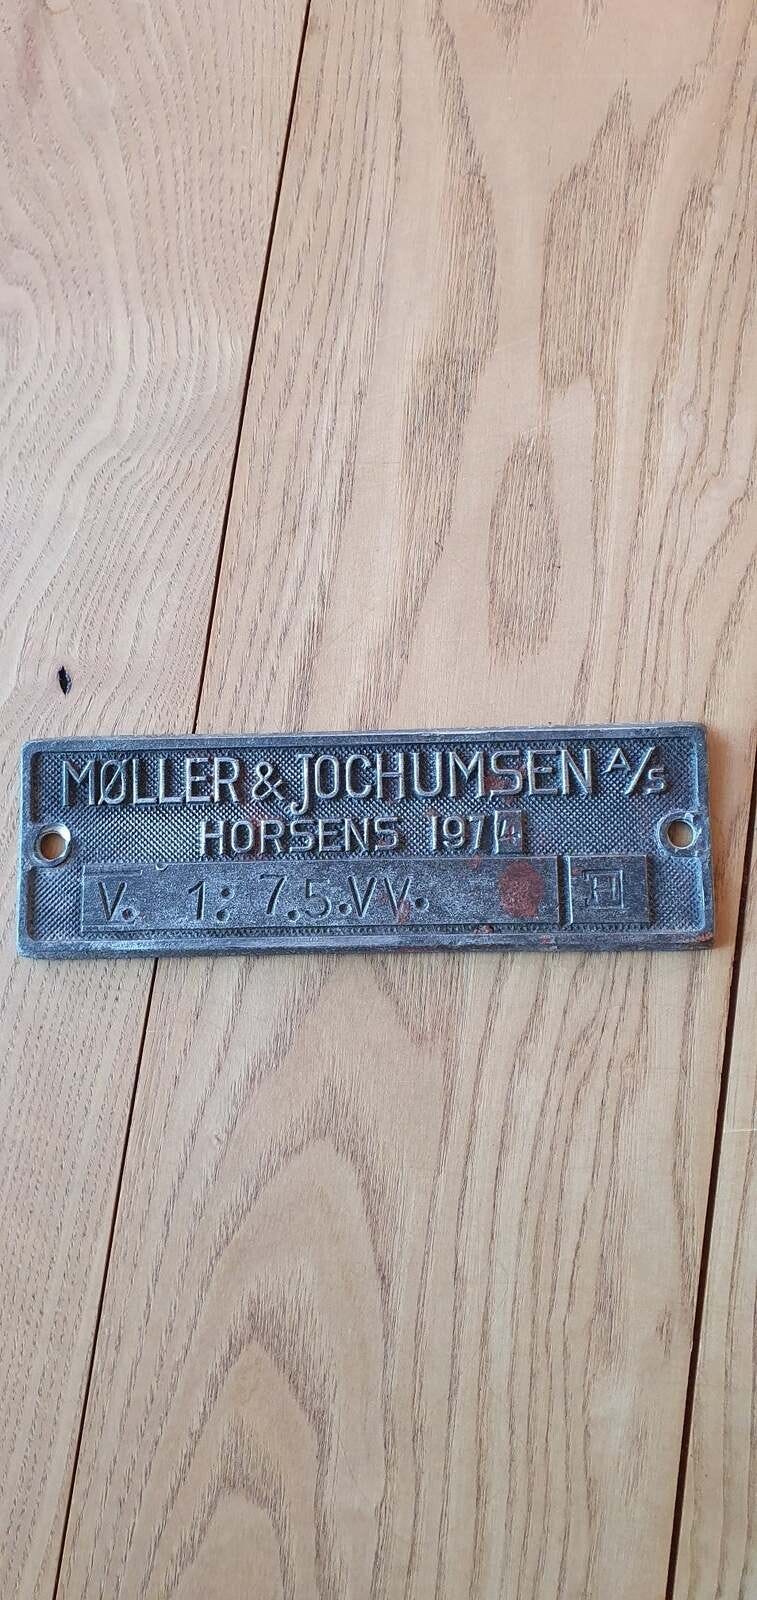 MØLLER & JOCHUMSEN A/S
HORSENS 1974
V. 1: 7.5.VV. H